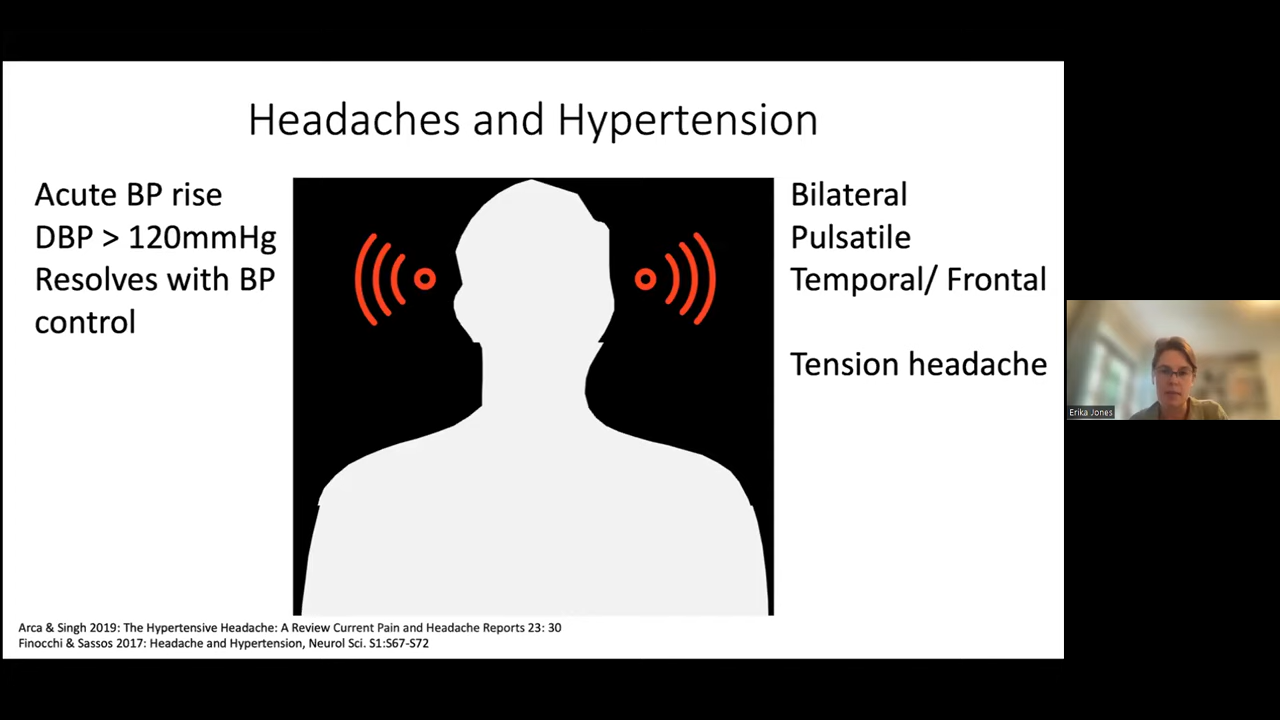 Headaches and Hypertension
Acute BP rise
DBP > 120mmHg
Resolves with BP
control
Bilateral
Pulsatile
Temporal/ Frontal
Tension headache
Erika Jones
Arca & Singh 2019: The Hypertensive Headache: A Review Current Pain and Headache Reports 23: 30
Finocchi & Sassos 2017: Headache and Hypertension, Neurol Sci. S1:S67-S72